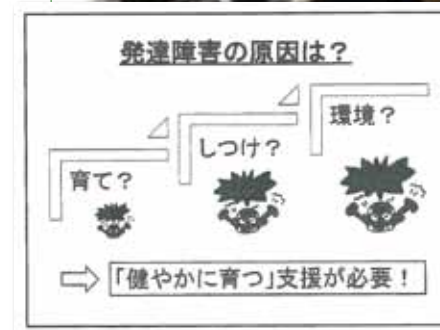 発達障害の原因は？
環境？
しつけ？
育て？
「健やかに育つ」支援が必要！